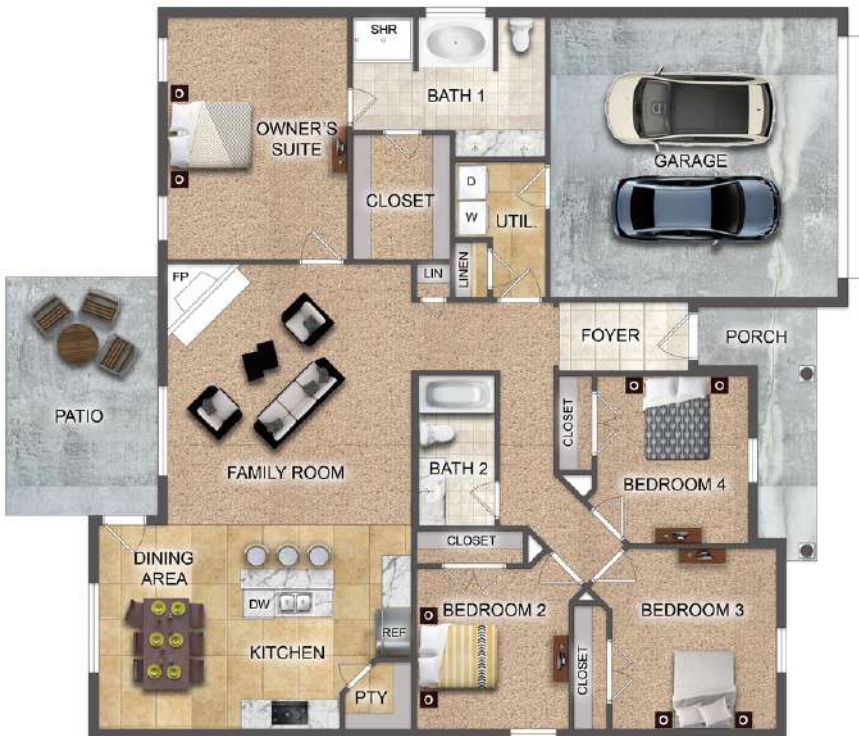 SHR
BATH 1
OWNER'S
SUITE
GARAGE
CLOSET
D
W
UTIL.
LINEN
LIN
FP
FOYER
PORCH
PATIO
CLOSET
BATH 2
FAMILY ROOM
BEDROOM 4
CLOSET
DINING
AREA
DW
BEDROOM 2
BEDROOM 3
REF
KITCHEN
CLOSET
PTY